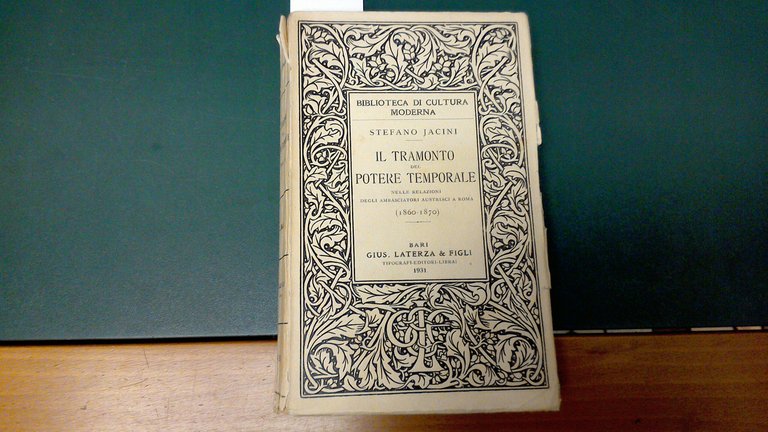 BIBLIOTECA DI CULTURA
MODERNA
STEFANO JACINI
IL TRAMONTO
DEL
POTERE TEMPORALE
NELLE RELAZIONI
DEGLI AMBASCIATORI AUSTRIACI A ROMA
(1860-1870)
BARI
GIUS. LATERZA & FIGLI
TIPOGRAFI-EDITORI-LIBRAI
1931